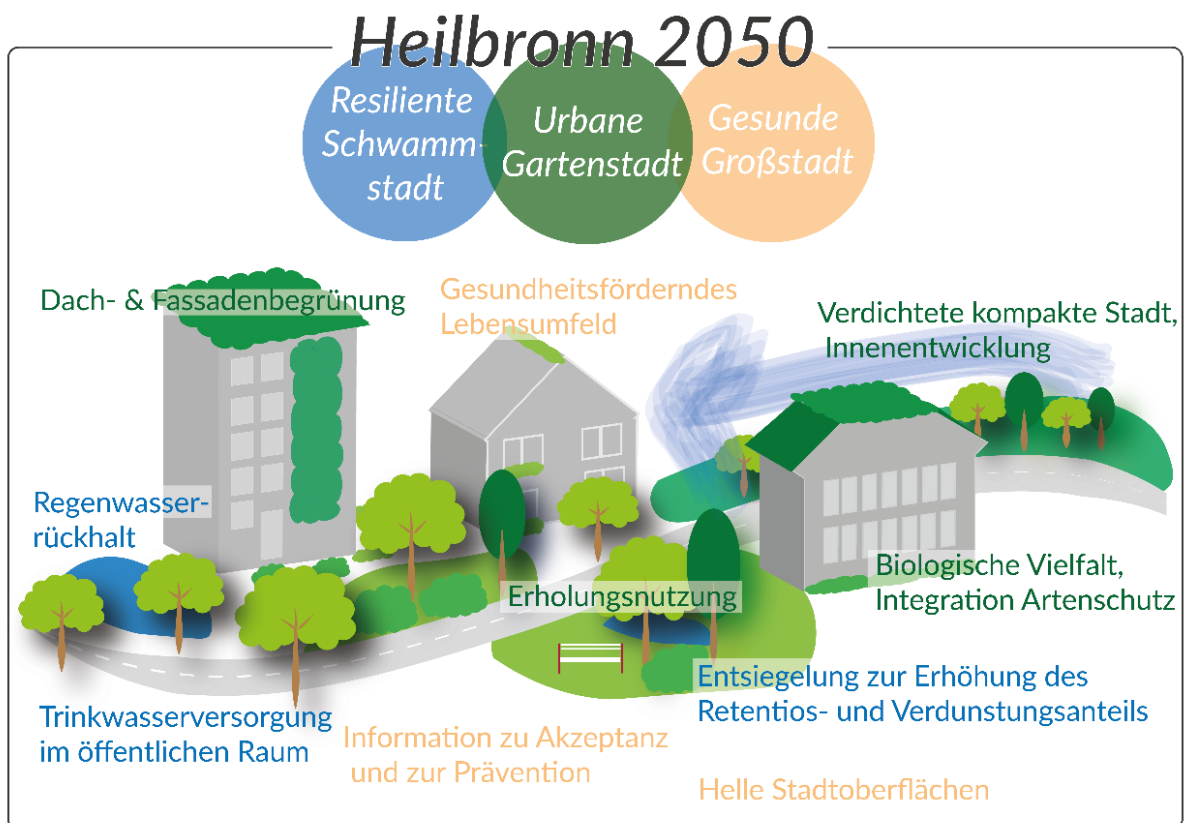 Heilbronn 2050
Resiliente
Schwamm-
stadt
Urbane
Gartenstadt
Gesunde
Großstadt
Dach- & Fassadenbegrünung
Gesundheitsförderndes
Lebensumfeld
Verdichtete kompakte Stadt,
Innenentwicklung
Regenwasser-
rückhalt
Erholungsnutzung
Biologische Vielfalt,
Integration Artenschutz
Entsiegelung zur Erhöhung des
Retentios- und Verdunstungsanteils
Trinkwasserversorgung
im öffentlichen Raum
Information zu Akzeptanz
und zur Prävention
Helle Stadtoberflächen